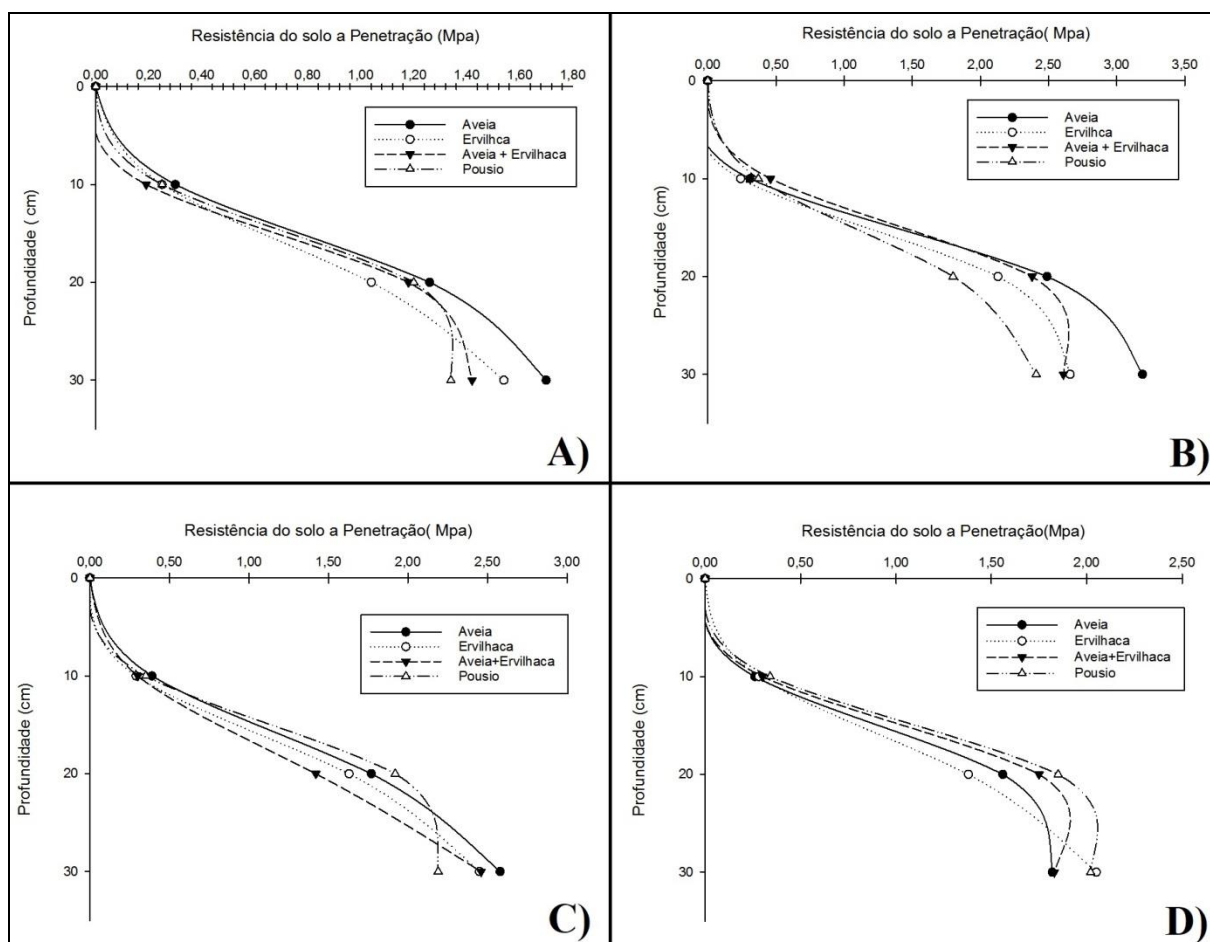 Resistência do solo a Penetração (Mpa)
0,00 0,20 0,40 0,60 0,80 1,00 1,20 1,40 1,60 1,80
0
10
20
30
Profundidade ( cm)
Aveia
Ervilhca
Aveia + Ervilhaca
Pousio
A)
Resistência do solo a Penetração( Mpa)
0,00 0,50 1,00 1,50 2,00 2,50 3,00 3,50
0
10
20
30
Profundidade (cm)
Aveia
Ervilhca
Aveia + Ervilhaca
Pousio
B)
Resistência do solo a Penetração( Mpa)
0,00 0,50 1,00 1,50 2,00 2,50 3,00
0
10
20
30
Profundidade (cm)
Aveia
Ervilhaca
Aveia+Ervilhaca
Pousio
C)
Resistência do solo a Penetração(Mpa)
0,00 0,50 1,00 1,50 2,00 2,50
0
10
20
30
Profundidade (cm)
Aveia
Ervilhaca
Aveia+Ervilhaca
Pousio
D)